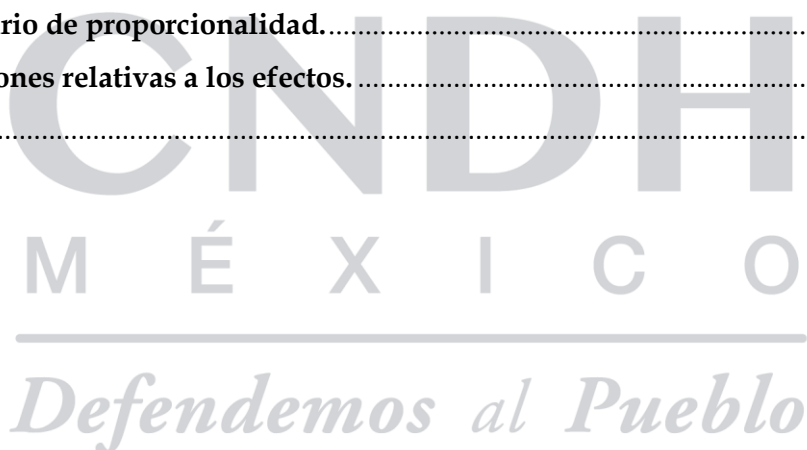 rio de proporcionalidad.
ones relativas a los efectos.
CNDH
MÉXICO
Defendemos al Pueblo